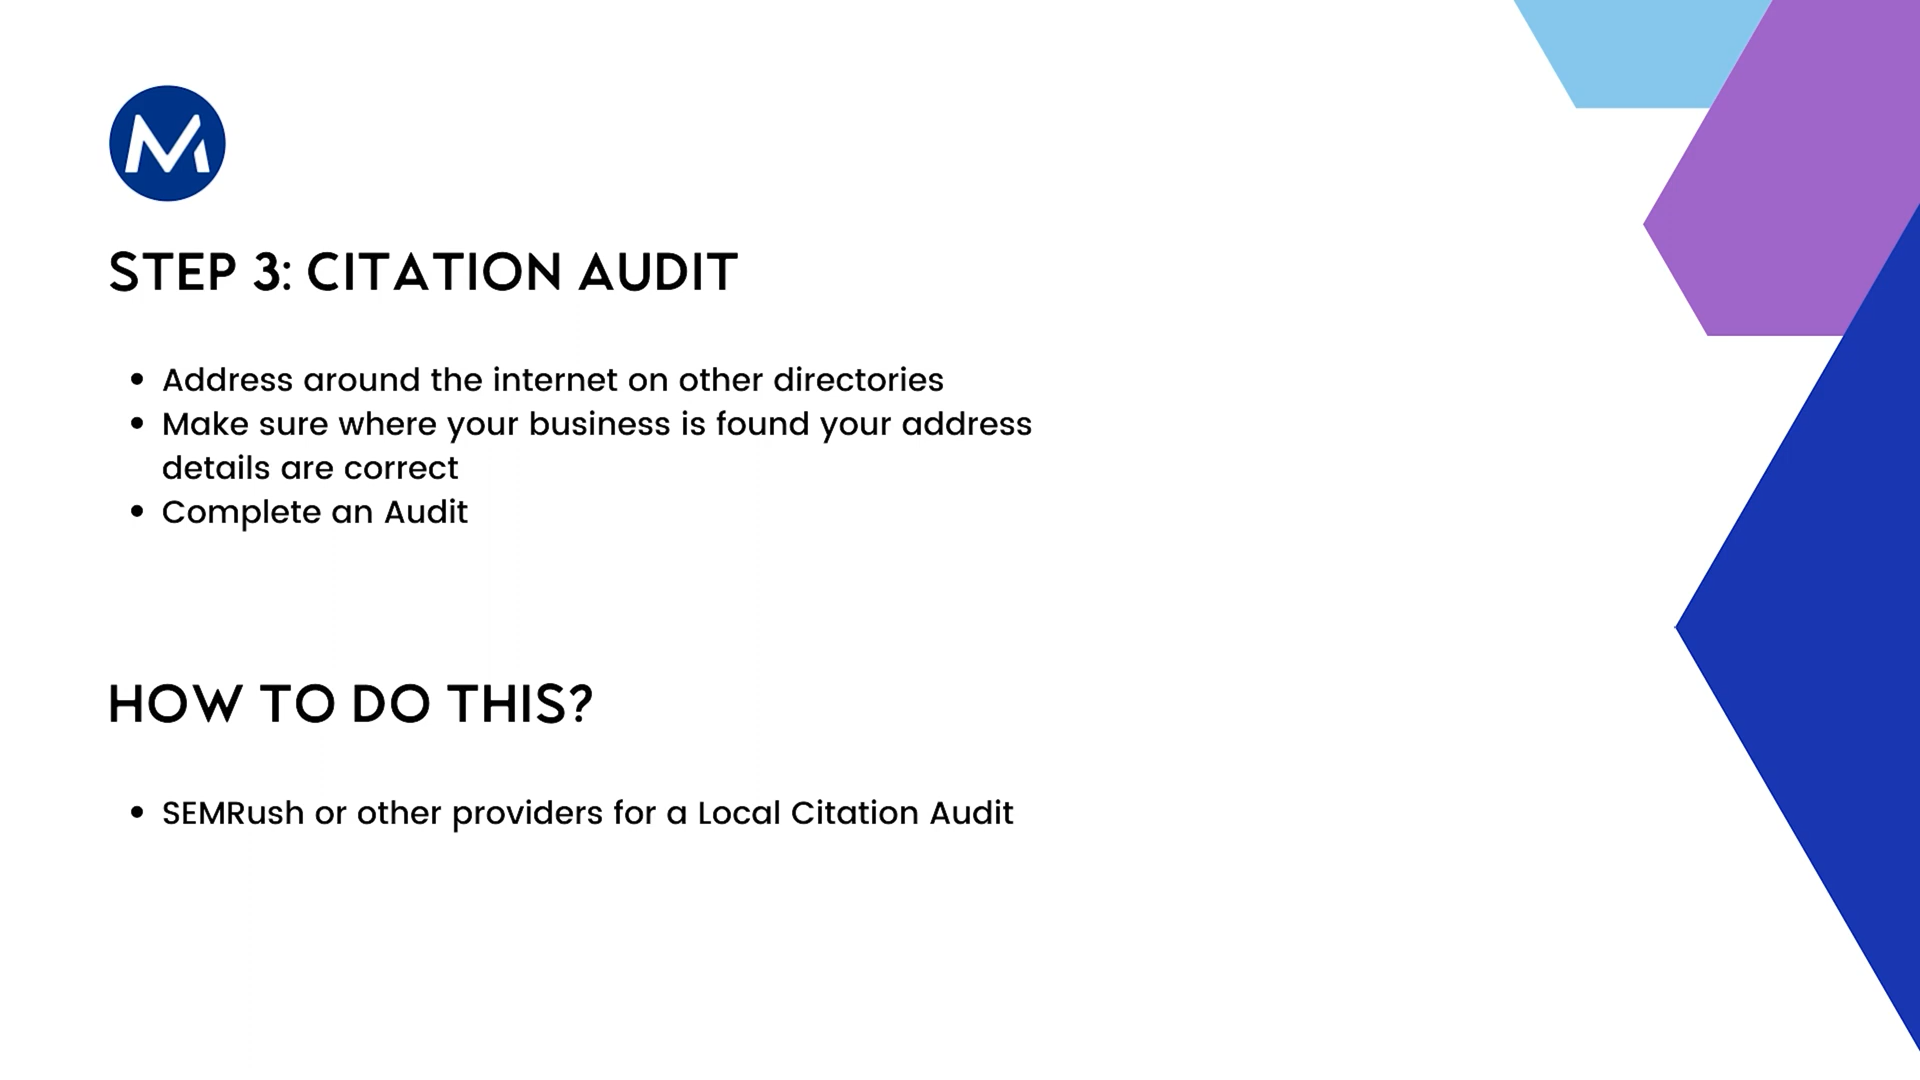 M
STEP 3: CITATION AUDIT
• Address around the internet on other directories
• Make sure where your business is found your address
details are correct
• Complete an Audit
HOW TO DO THIS?
• SEMRush or other providers for a Local Citation Audit